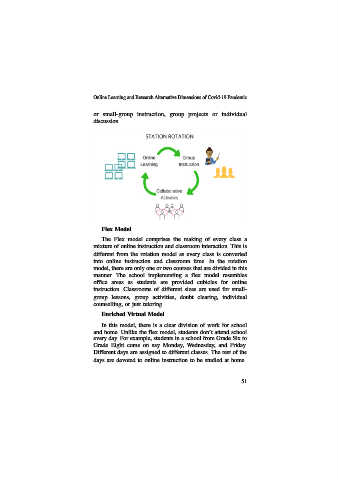 Online Learning and Research Alternative Dimensions of Covid-19 Pandemic
or small-group instruction, group projects or individual
discussion.
STATION ROTATION
Online
Learning
Group
Instruction
Collaborative
Activities
Flex Model
The Flex model comprises the making of every class a
mixture of online instruction and classroom interaction. This is
different from the rotation model as every class is converted
into online instruction and classroom time. In the rotation
model, there are only one or two courses that are divided in this
manner. The school implementing a flex model resembles
office areas as students are provided cubicles for online
instruction. Classrooms of different sizes are used for small-
group lessons, group activities, doubt clearing, individual
counselling, or just tutoring.
Enriched Virtual Model
In this model, there is a clear division of work for school
and home. Unlike the flex model, students don't attend school
every day. For example, students in a school from Grade Six to
Grade Eight come on say Monday, Wednesday, and Friday.
Different days are assigned to different classes. The rest of the
days are devoted to online instruction to be studied at home.
51